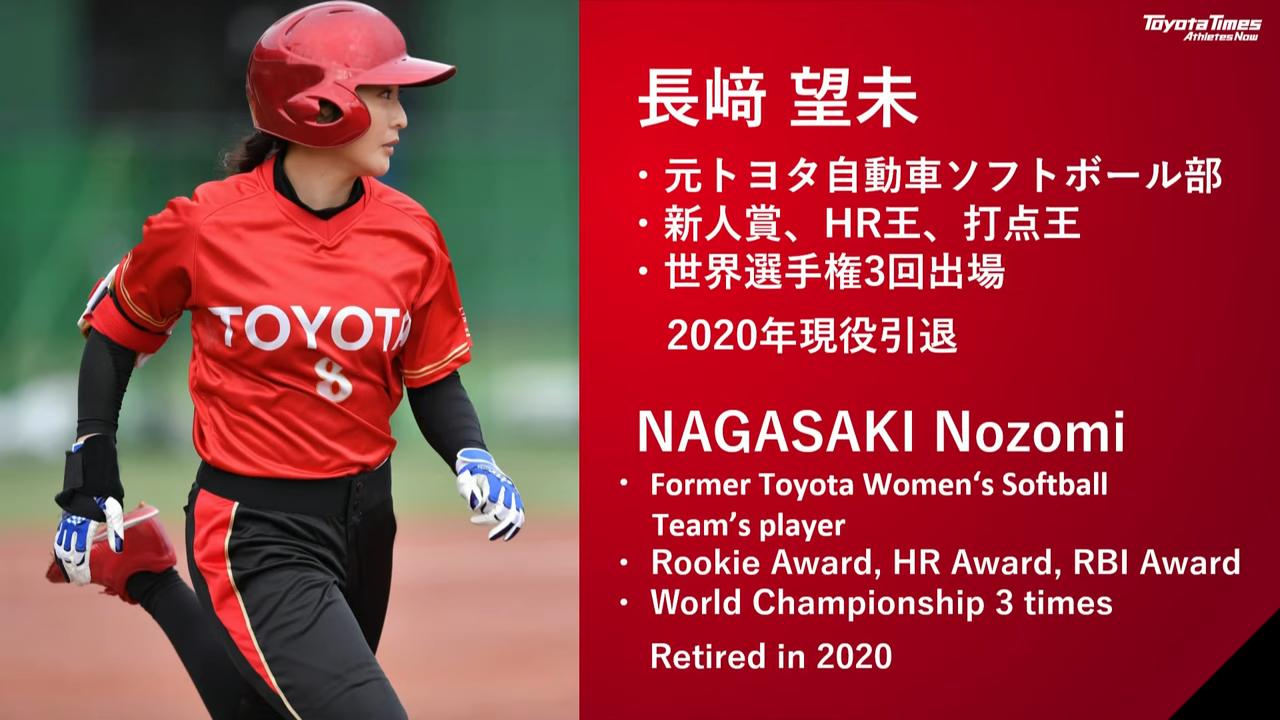 Toyota Times
Athletes Now
長﨑 望未
・元トヨタ自動車ソフトボール部
・新人賞、HR王、打点王
・世界選手権3回出場
2020年現役引退
NAGASAKI Nozomi
・ Former Toyota Women‘s Softball
Team’s player
・ Rookie Award, HR Award, RBI Award
・ World Championship 3 times
Retired in 2020
TOYOTA
8